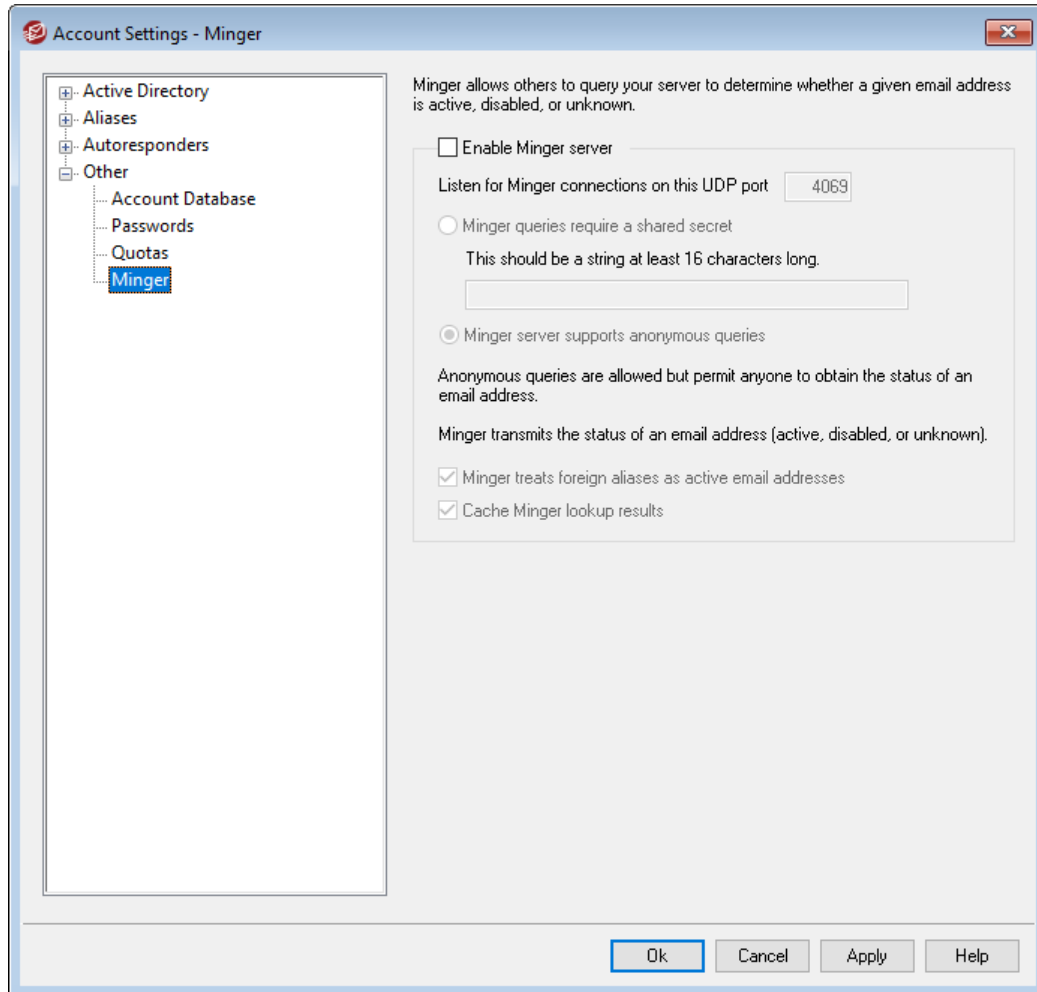 Account Settings - Minger
Active Directory
Aliases
Autoresponders
Other
Account Database
Passwords
Quotas
Minger
Minger allows others to query your server to determine whether a given email address
is active, disabled, or unknown.
Enable Minger server
Listen for Minger connections on this UDP port 4069
Minger queries require a shared secret
This should be a string at least 16 characters long.
Minger server supports anonymous queries
Anonymous queries are allowed but permit anyone to obtain the status of an
email address.
Minger transmits the status of an email address (active, disabled, or unknown).
Minger treats foreign aliases as active email addresses
Cache Minger lookup results
Ok Cancel Apply Help